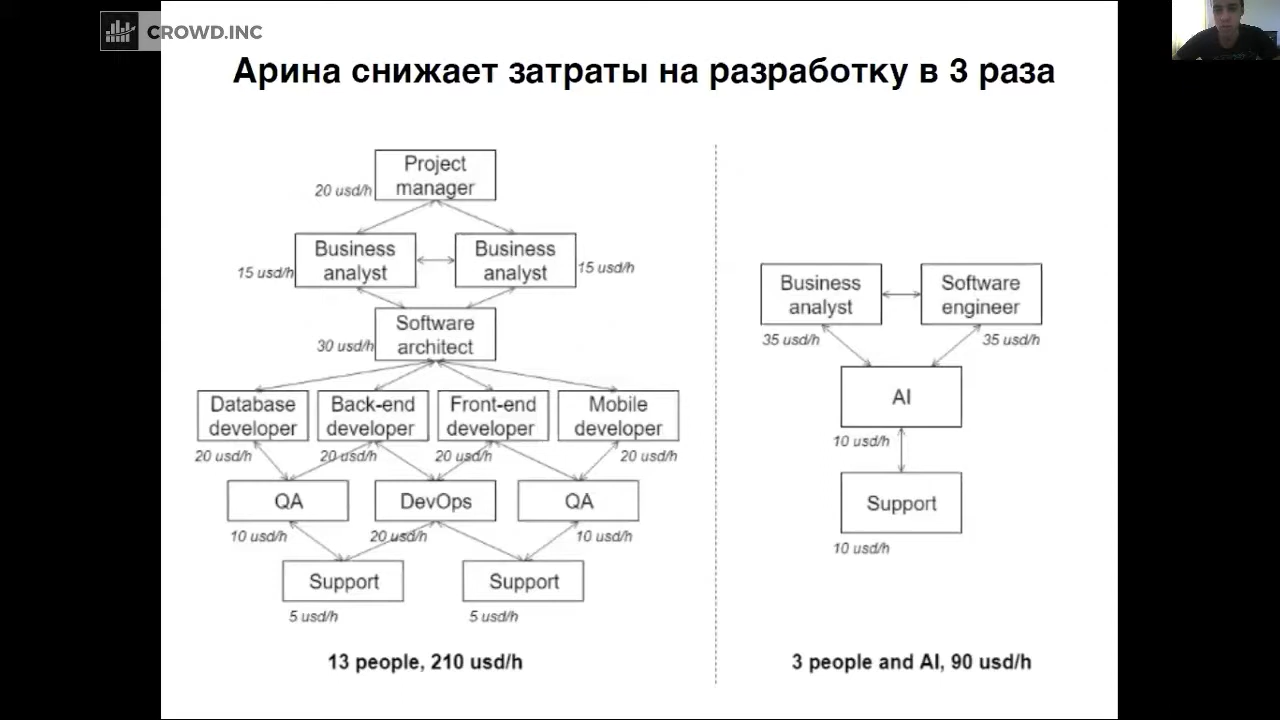 CROWD.INC
Арина снижает затраты на разработку в 3 раза
Project
manager
20 usd/h
Business
analyst
15 usd/h
Business
analyst
15 usd/h
Software
architect
30 usd/h
Database
developer
20 usd/h
Back-end
developer
20 usd/h
Front-end
developer
20 usd/h
Mobile
developer
20 usd/h
QA
10 usd/h
DevOps
20 usd/h
QA
10 usd/h
Support
5 usd/h
Support
5 usd/h
13 people, 210 usd/h
Business
analyst
35 usd/h
Software
engineer
35 usd/h
AI
10 usd/h
Support
10 usd/h
3 people and AI, 90 usd/h